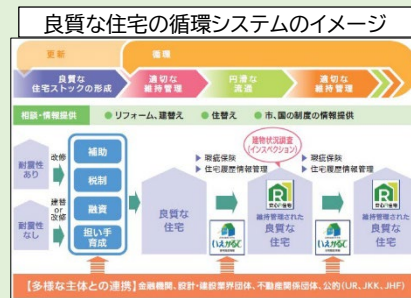 良質な住宅の循環システムのイメージ
更新
循環
良質な
住宅ストックの形成
適切な
維持管理
円滑な
流通
適切な
維持管理
相談・情報提供
● リフォーム、建替え
● 住替え
● 市、国の制度の情報提供
建物状況調査
(インスペクション)
▶ 瑕疵保険
▶ 住宅履歴情報管理
▶ 瑕疵保険
▶ 住宅履歴情報管理
耐震性
あり
改修
耐震性
なし
建替
or
改修
補助
税制
融資
担い手
育成
良質な
住宅
いえかるて
R
安心R住宅
維持管理された
良質な
住宅
いえかるて
R
維持管理された
良質な
住宅
【多様な主体との連携】金融機関、設計・建設業界団体、不動産関係団体、公的(UR、JKK、JHF)